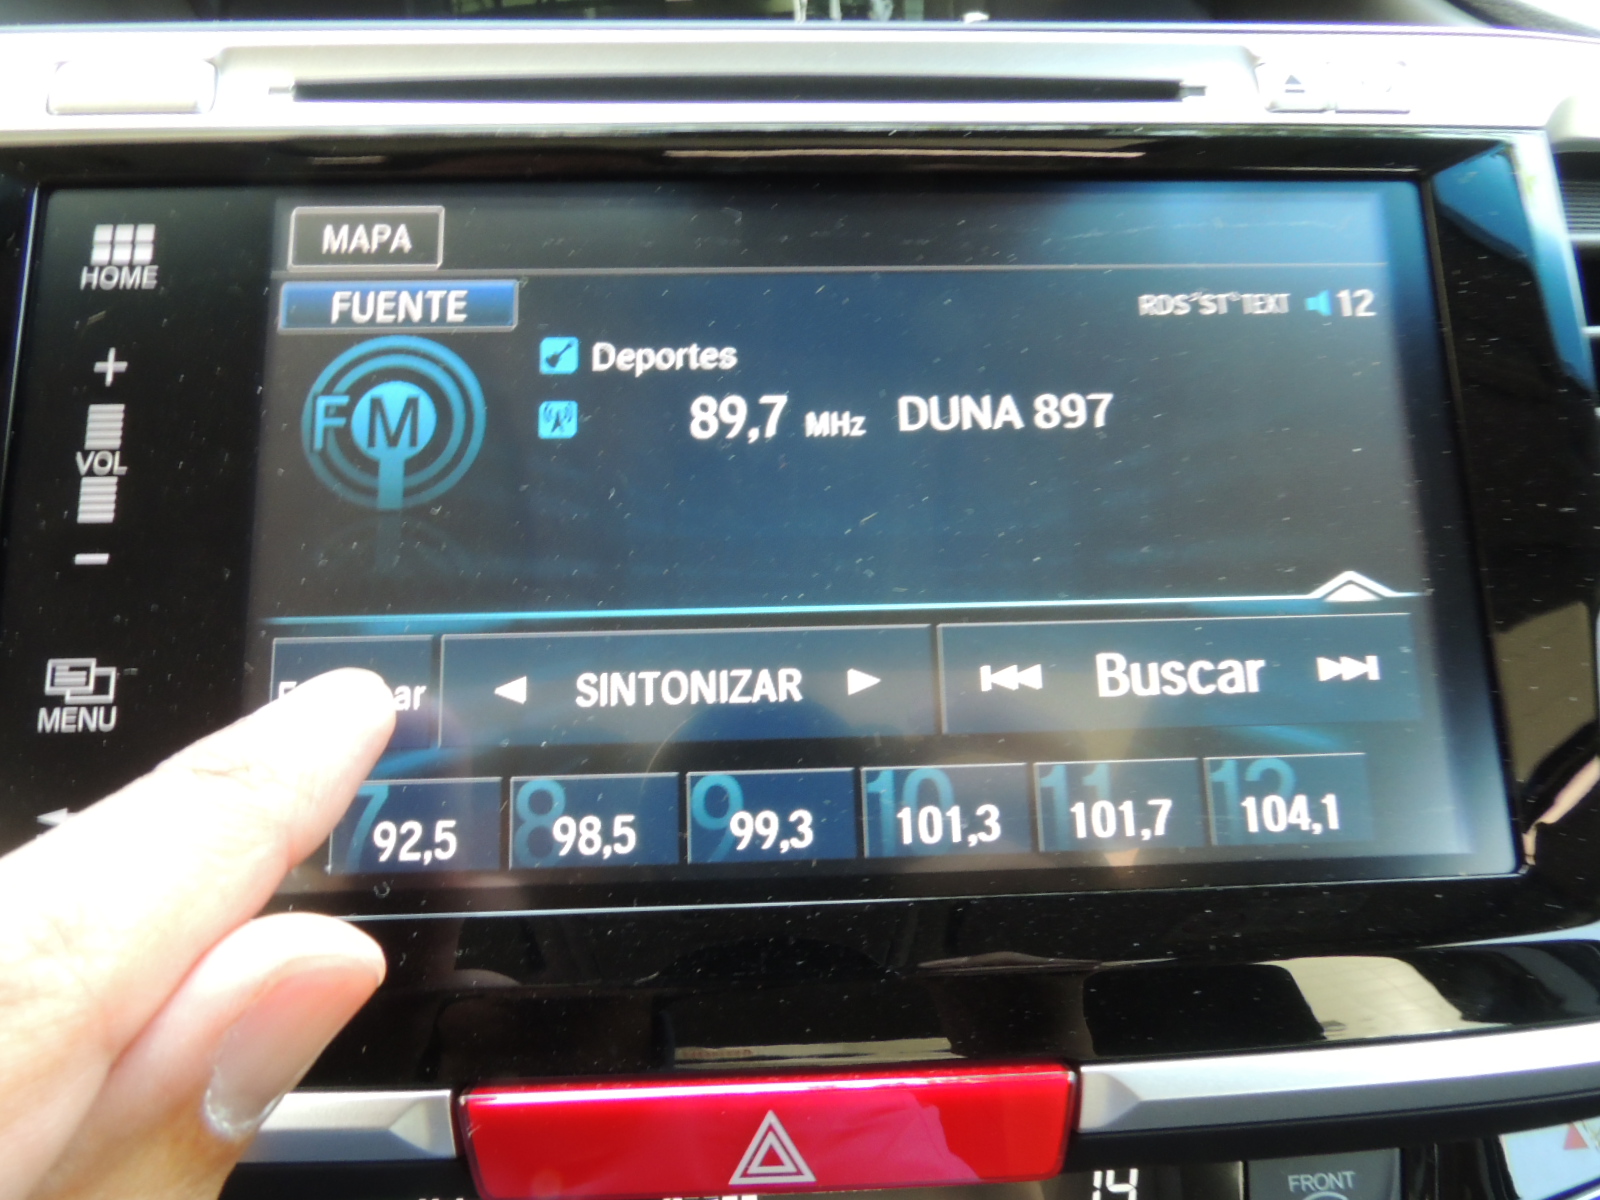 HOME
MAPA
FUENTE
RDS ST TEXT 12
FM
Deportes
89,7 MHz DUNA 897
+
VOL
-
MENU
SINTONIZAR
Buscar
7 92,5
8 98,5
9 99,3
10 101,3
11 101,7
12 104,1
FRONT